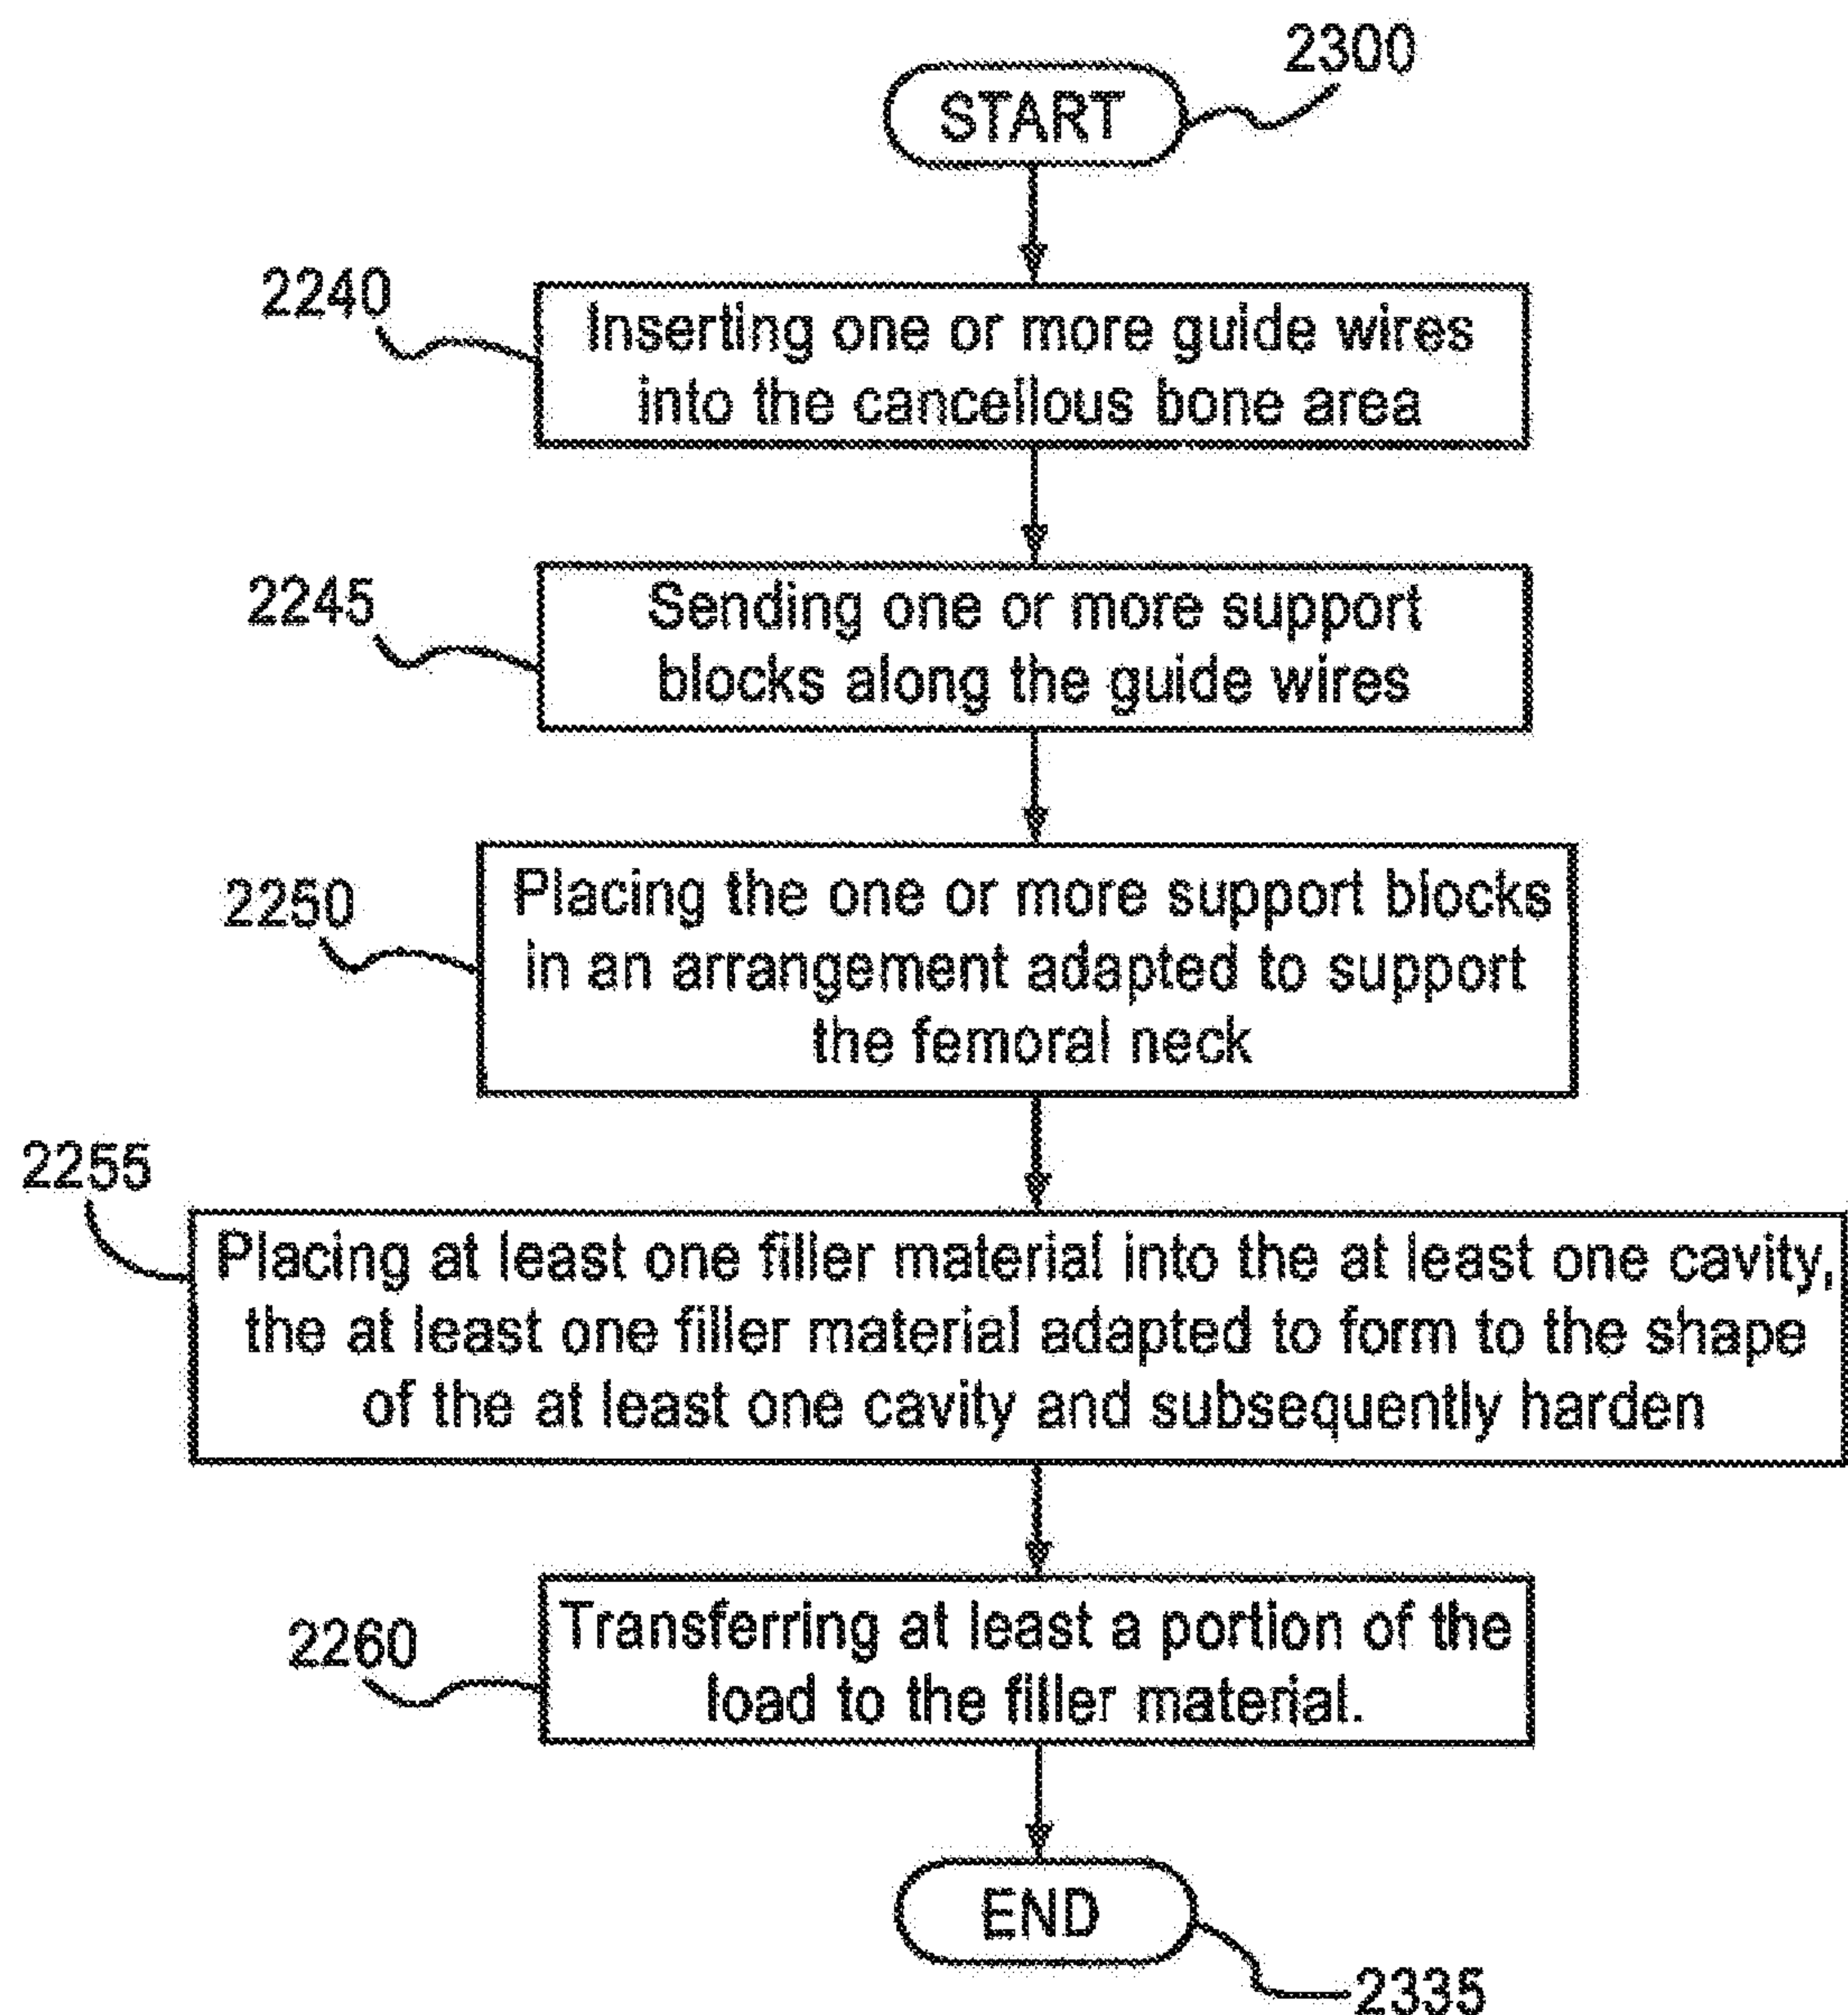 2300
START
2240
Inserting one or more guide wires
into the cancellous bone area
2245
Sending one or more support
blocks along the guide wires
2250
Placing the one or more support blocks
in an arrangement adapted to support
the femoral neck
2255
Placing at least one filler material into the at least one cavity,
the at least one filler material adapted to form to the shape
of the at least one cavity and subsequently harden
2260
Transferring at least a portion of the
load to the filler material.
END
2335